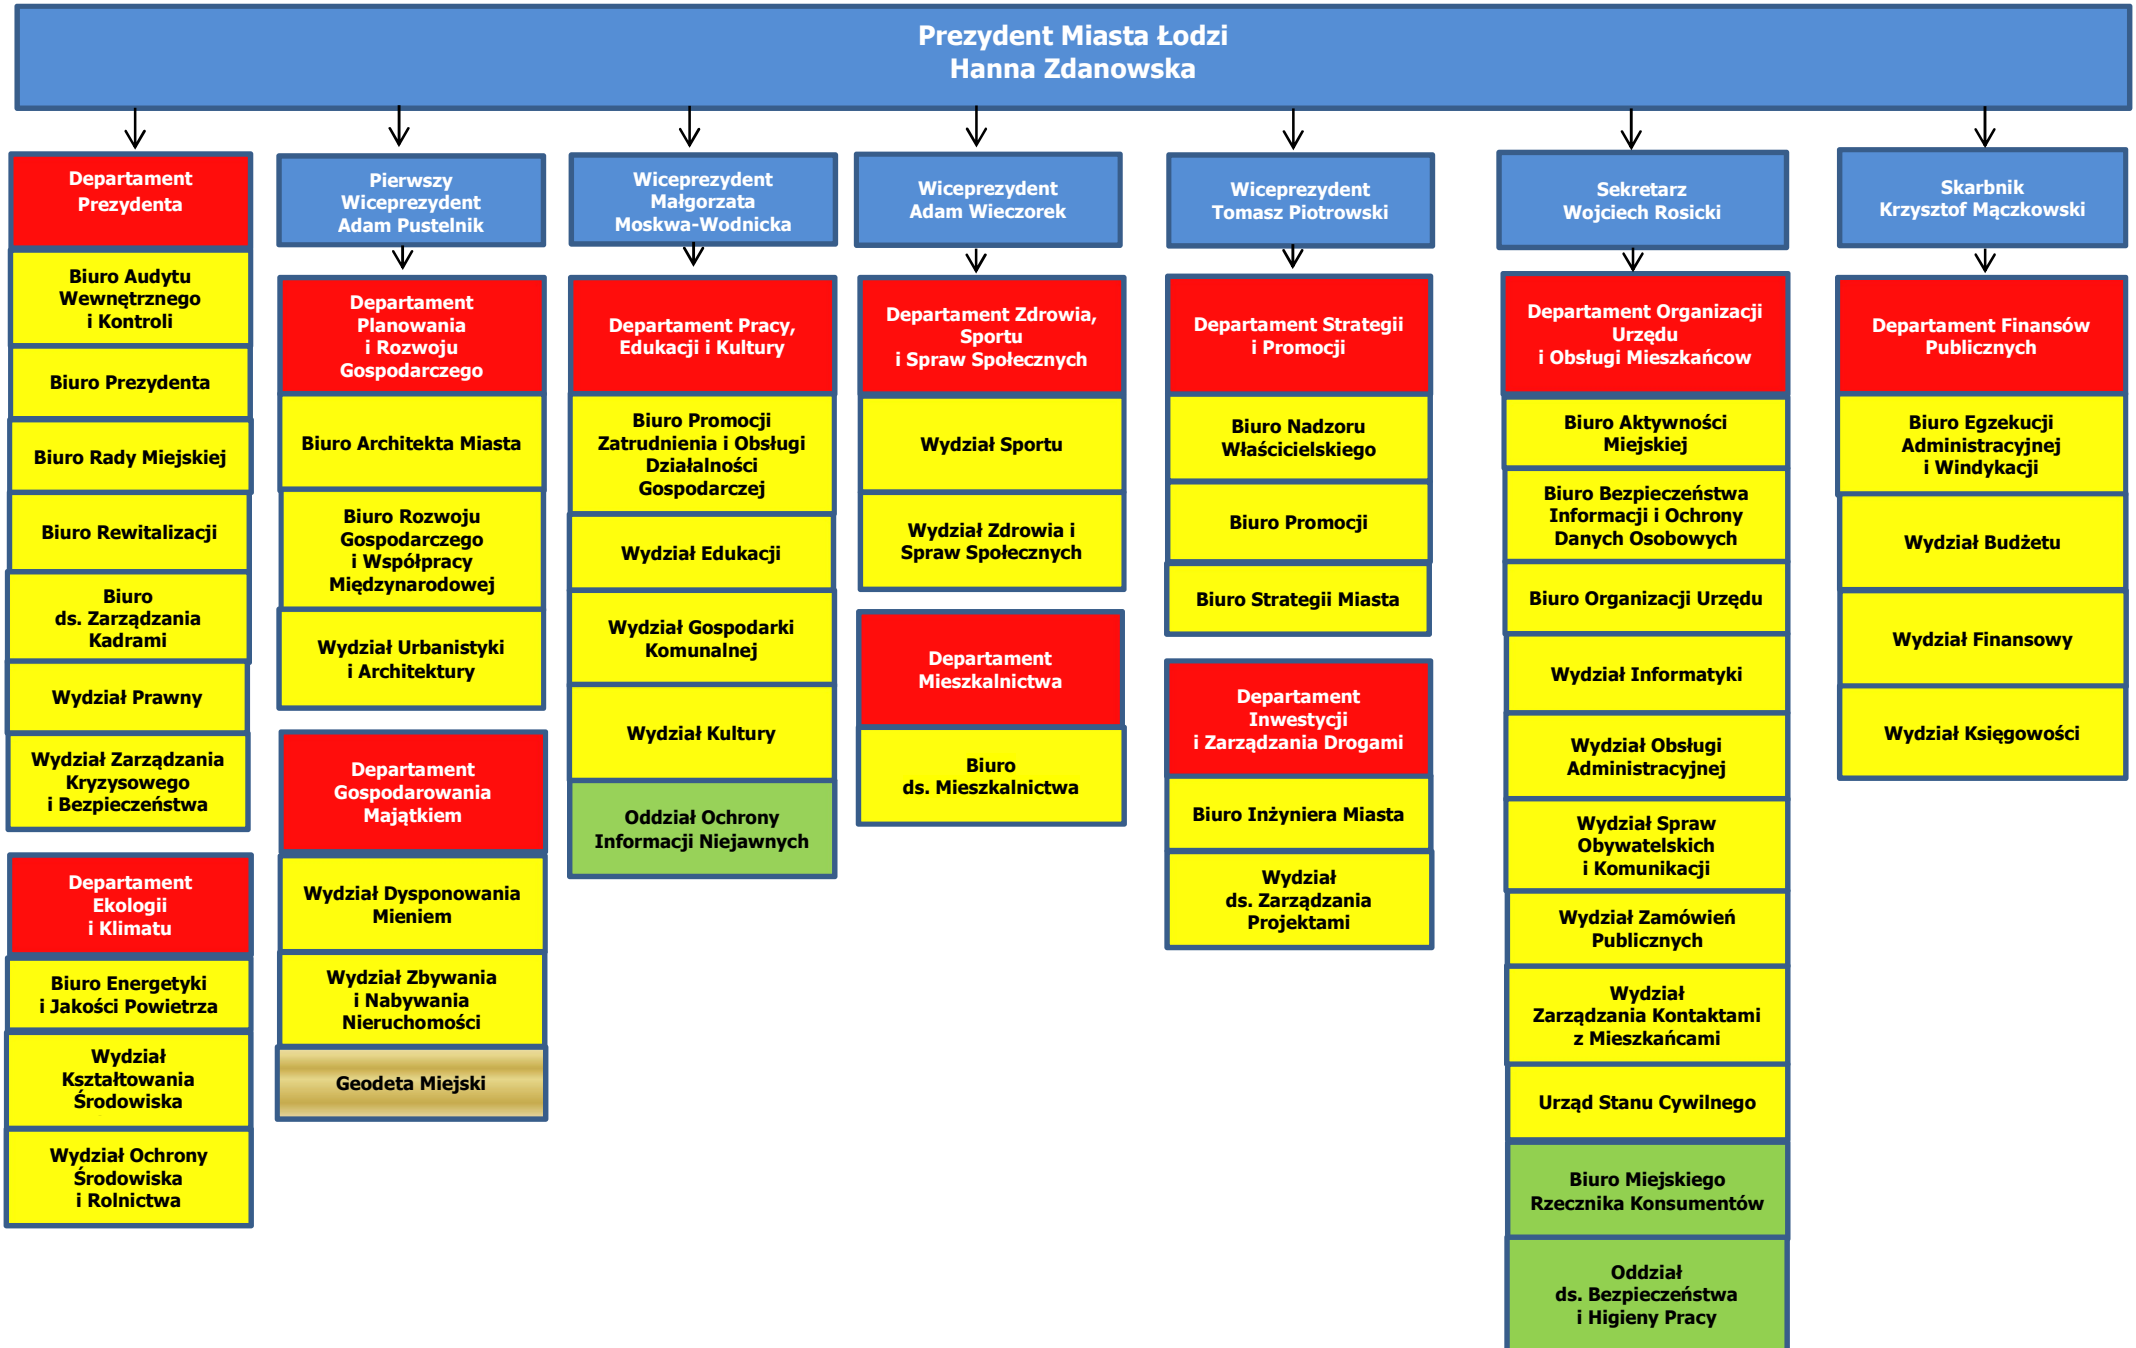 Prezydent Miasta Łodzi
Hanna Zdanowska
Departament
Prezydenta
Biuro Audytu
Wewnętrznego
i Kontroli
Biuro Prezydenta
Biuro Rady Miejskiej
Biuro Rewitalizacji
Biuro
ds. Zarządzania
Kadrami
Wydział Prawny
Wydział Zarządzania
Kryzysowego
i Bezpieczeństwa
Departament
Ekologii
i Klimatu
Biuro Energetyki
i Jakości Powietrza
Wydział
Kształtowania
Środowiska
Wydział Ochrony
Środowiska
i Rolnictwa
Pierwszy
Wiceprezydent
Adam Pustelnik
Departament
Planowania
i Rozwoju
Gospodarczego
Biuro Architekta Miasta
Biuro Rozwoju
Gospodarczego
i Współpracy
Międzynarodowej
Wydział Urbanistyki
i Architektury
Departament
Gospodarowania
Majątkiem
Wydział Dysponowania
Mieniem
Wydział Zbywania
i Nabywania
Nieruchomości
Geodeta Miejski
Wiceprezydent
Małgorzata
Moskwa-Wodnicka
Departament Pracy,
Edukacji i Kultury
Biuro Promocji
Zatrudnienia i Obsługi
Działalności
Gospodarczej
Wydział Edukacji
Wydział Gospodarki
Komunalnej
Wydział Kultury
Oddział Ochrony
Informacji Niejawnych
Wiceprezydent
Adam Wieczorek
Departament Zdrowia,
Sportu
i Spraw Społecznych
Wydział Sportu
Wydział Zdrowia i
Spraw Społecznych
Departament
Mieszkalnictwa
Biuro
ds. Mieszkalnictwa
Wiceprezydent
Tomasz Piotrowski
Departament Strategii
i Promocji
Biuro Nadzoru
Właścicielskiego
Biuro Promocji
Biuro Strategii Miasta
Departament
Inwestycji
i Zarządzania Drogami
Biuro Inżyniera Miasta
Wydział
ds. Zarządzania
Projektami
Sekretarz
Wojciech Rosicki
Departament Organizacji
Urzędu
i Obsługi Mieszkańcow
Biuro Aktywności
Miejskiej
Biuro Bezpieczeństwa
Informacji i Ochrony
Danych Osobowych
Biuro Organizacji Urzędu
Wydział Informatyki
Wydział Obsługi
Administracyjnej
Wydział Spraw
Obywatelskich
i Komunikacji
Wydział Zamówień
Publicznych
Wydział
Zarządzania Kontaktami
z Mieszkańcami
Urząd Stanu Cywilnego
Biuro Miejskiego
Rzecznika Konsumentów
Oddział
ds. Bezpieczeństwa
i Higieny Pracy
Skarbnik
Krzysztof Mączkowski
Departament Finansów
Publicznych
Biuro Egzekucji
Administracyjnej
i Windykacji
Wydział Budżetu
Wydział Finansowy
Wydział Księgowości